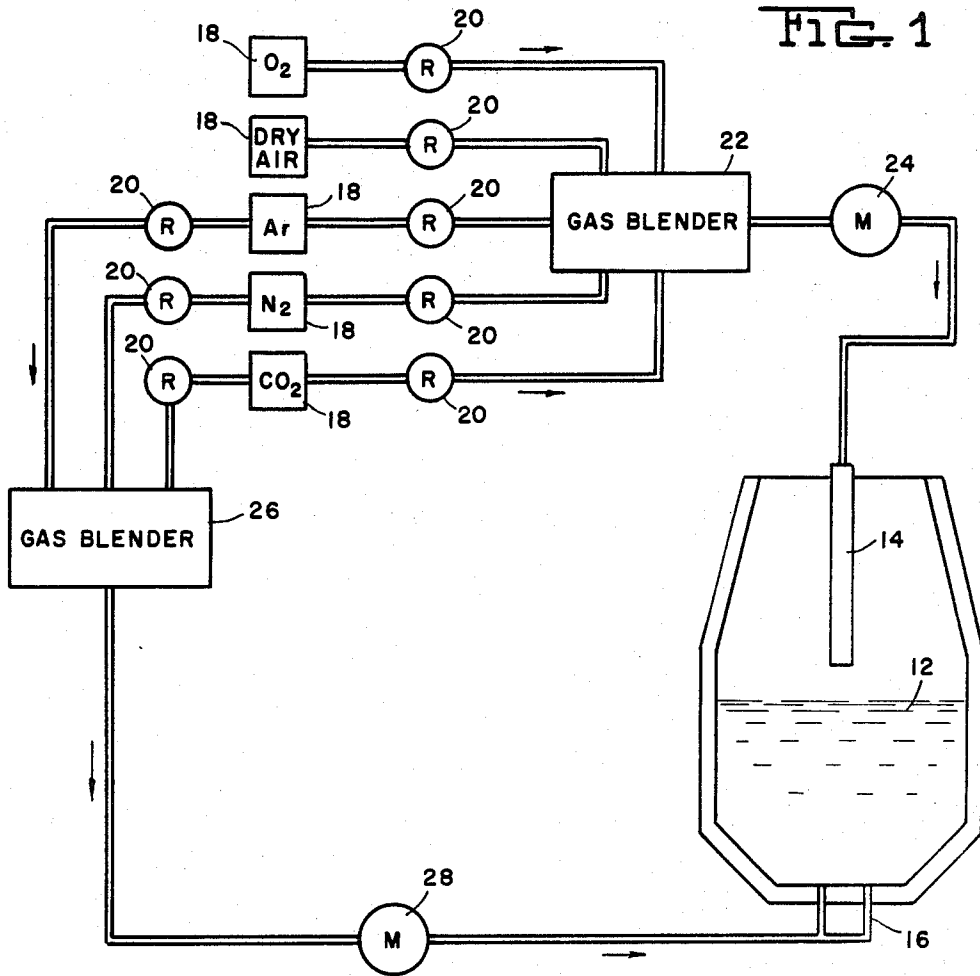 FIG. 1
18 O2 R 20
18 DRY AIR R 20
20 R Ar 18 R 20 GAS BLENDER 22 M 24
20 R N2 18 R 20
20 R CO2 18 R 20
GAS BLENDER 26
14
12
M 28
16